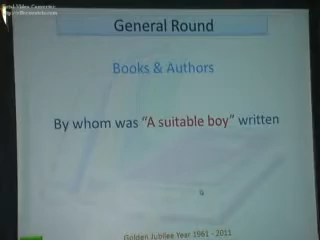 General Round
Books & Authors
By whom was “A suitable boy” written
Golden Jubilee Year 1961 - 2011